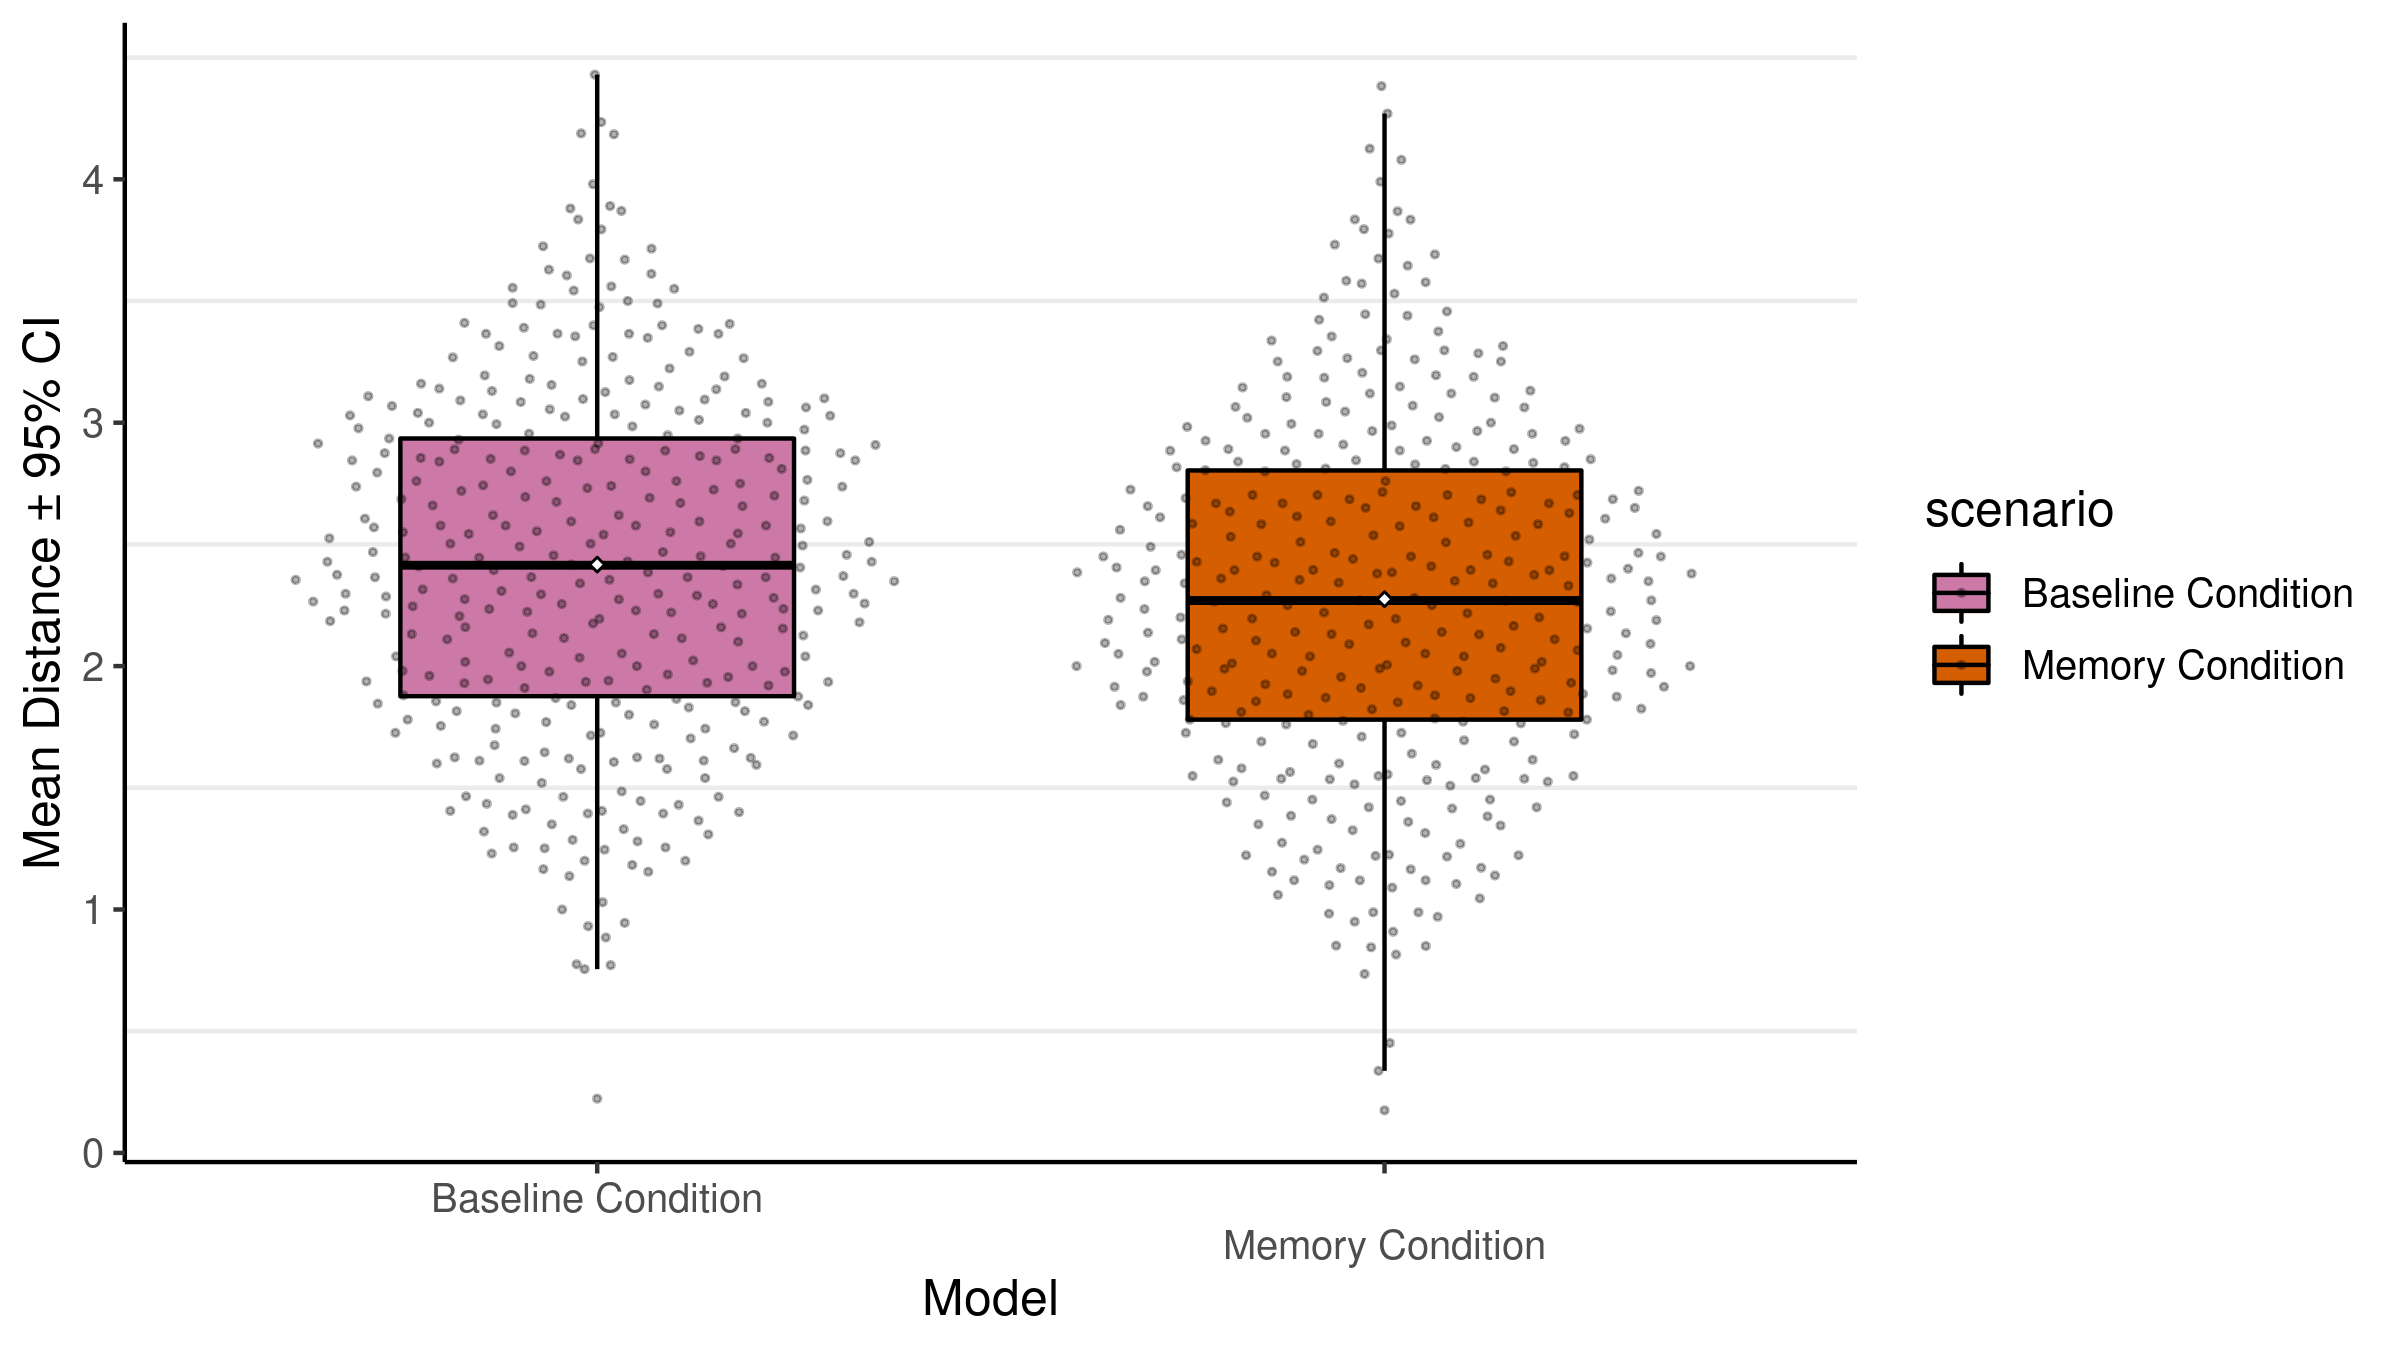 Mean Distance ± 95% CI
4
3
2
1
0
Baseline Condition
Memory Condition
Model
scenario
Baseline Condition
Memory Condition